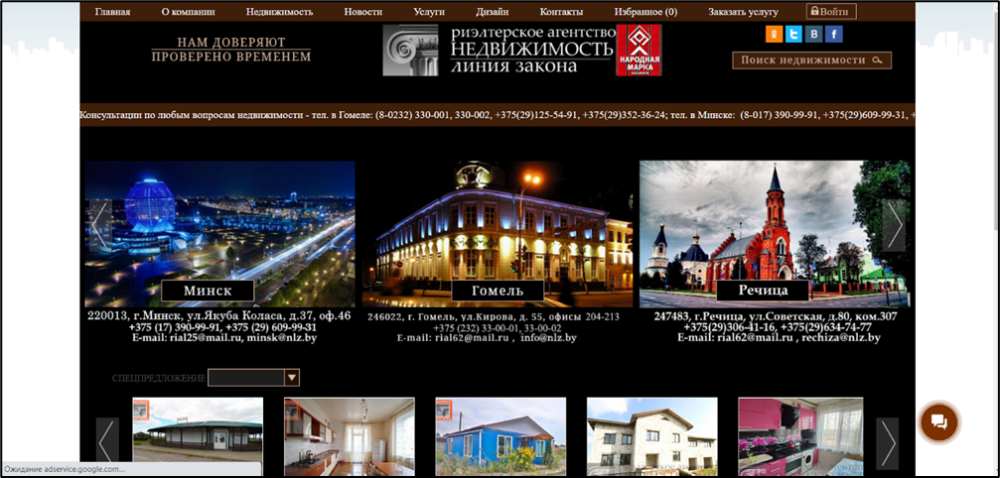 Главная О компании Недвижимость Новости Услуги Дизайн Контакты Избранное (0) Заказать услугу Войти
НАМ ДОВЕРЯЮТ
ПРОВЕРЕНО ВРЕМЕНЕМ
РИЭЛТЕРСКОЕ АГЕНТСТВО
НЕДВИЖИМОСТЬ
ЛИНИЯ ЗАКОНА
НАРОДНАЯ
МАРКА
Поиск недвижимости
Консультации по любым вопросам недвижимости - тел. в Гомеле: (8-0232) 330-001, 330-002, +375(29)125-54-91, +375(29)352-36-24; тел. в Минске: (8-017) 390-99-91, +375(29)609-99-31, +
Минск
220013, г.Минск, ул.Якуба Коласа, д.37, оф.46
+375 (17) 390-99-91, +375 (29) 609-99-31
E-mail: rial25@mail.ru, minsk@nlz.by
Гомель
246022, г. Гомель, ул.Кирова, д. 55, офисы 204-213
+375 (232) 33-00-01, 33-00-02
E-mail: rial62@mail.ru , info@nlz.by
Речица
247483, г.Речица, ул.Советская, д.80, ком.307
+375(29)306-41-16, +375(29)634-74-77
E-mail: rial62@mail.ru , rechiza@nlz.by
СПЕЦПРЕДЛОЖЕНИЕ
Ожидание adservice.google.com...